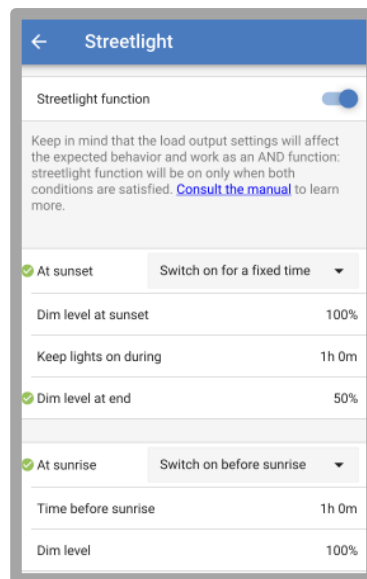 Streetlight
Streetlight function
Keep in mind that the load output settings will affect
the expected behavior and work as an AND function:
streetlight function will be on only when both
conditions are satisfied. Consult the manual to learn
more.
At sunset Switch on for a fixed time
Dim level at sunset 100%
Keep lights on during 1h 0m
Dim level at end 50%
At sunrise Switch on before sunrise
Time before sunrise 1h 0m
Dim level 100%